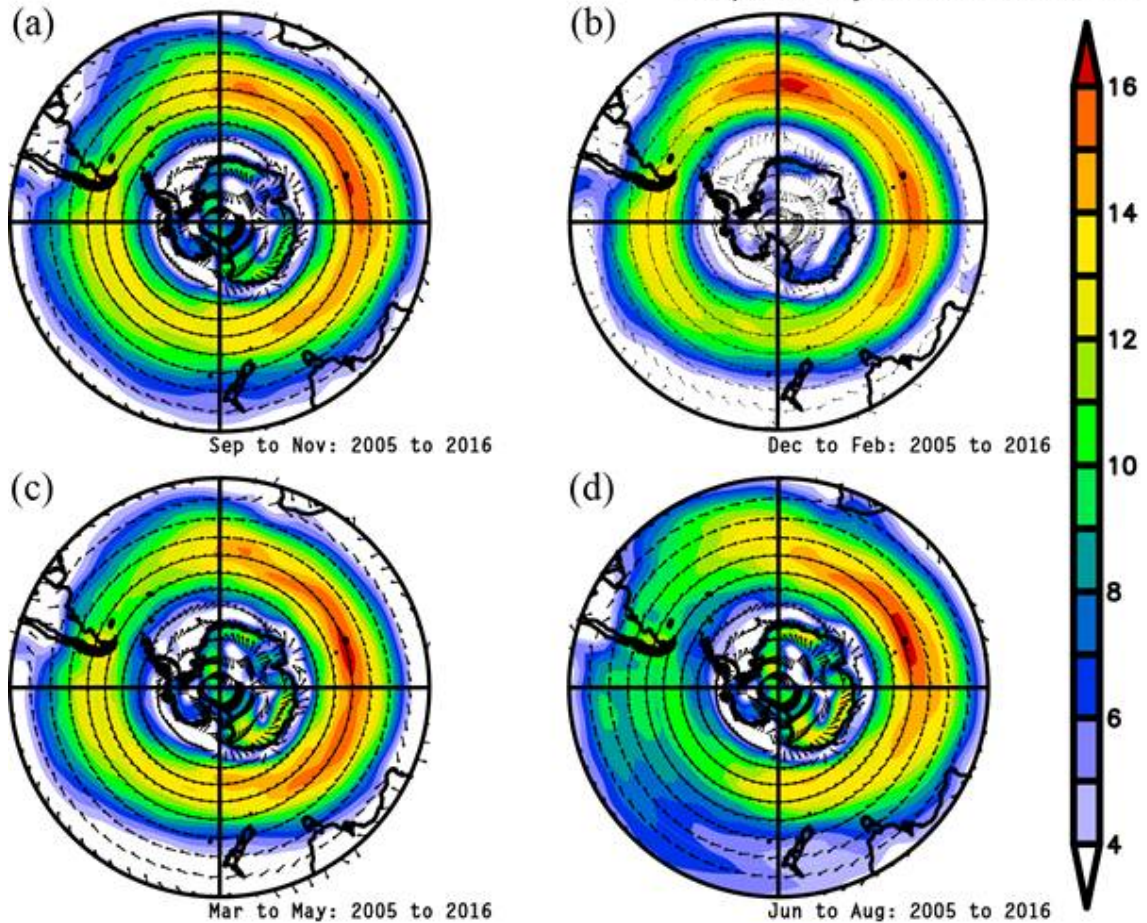 (a)
(b)
Sep to Nov: 2005 to 2016
Dec to Feb: 2005 to 2016
(c)
(d)
Mar to May: 2005 to 2016
Jun to Aug: 2005 to 2016
16
14
12
10
8
6
4